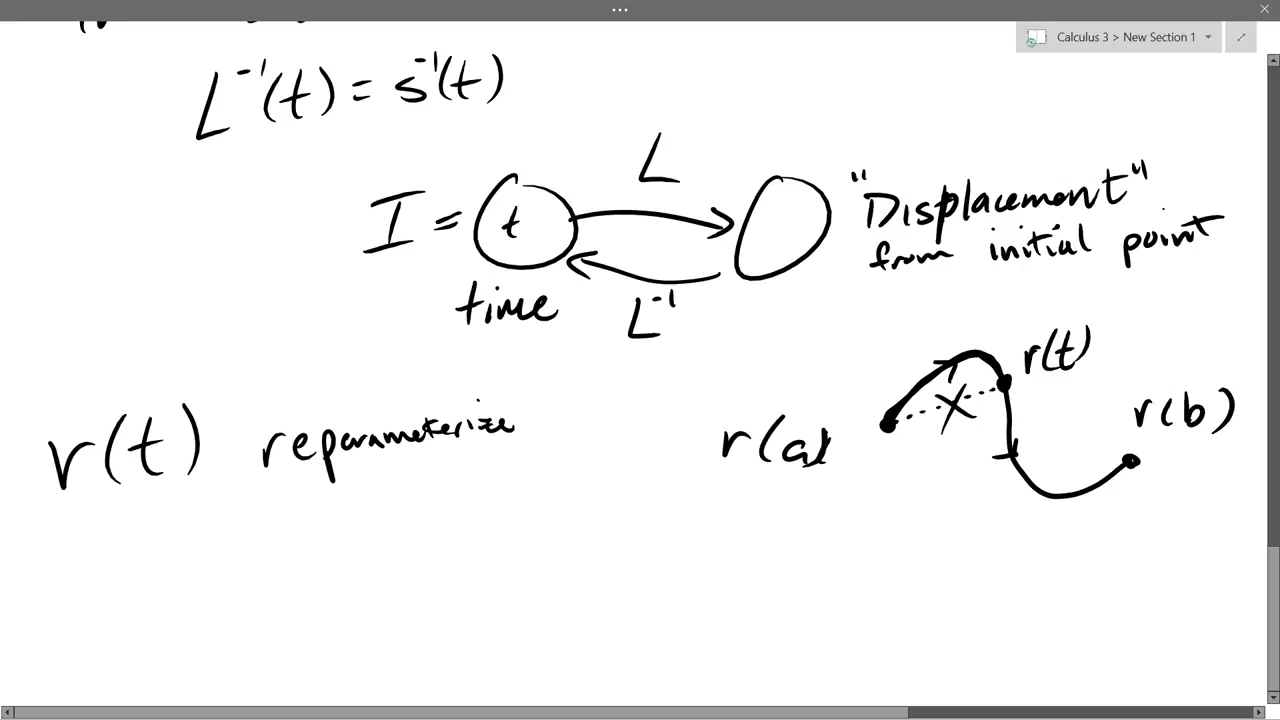 Calculus 3 > New Section 1
L⁻¹(t) = s⁻¹(t)
L
I = t
"Displacement"
from initial point
time
L⁻¹
r(t)
X
r(b)
r(t) reparameterize
r(a)